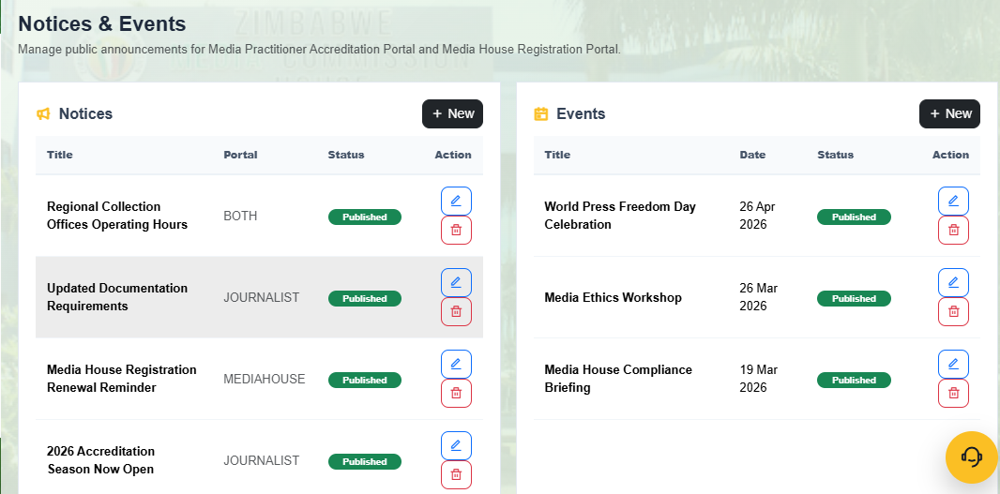 Notices & Events
ZIMBABWE
Manage public announcements for Media Practitioner Accreditation Portal and Media House Registration Portal.
COMMISSION
Notices
+ New
Title Portal Status Action
Regional Collection
Offices Operating Hours
BOTH
Published
Updated Documentation
Requirements
JOURNALIST
Published
Media House Registration
Renewal Reminder
MEDIAHOUSE
Published
2026 Accreditation
Season Now Open
JOURNALIST
Published
Events
+ New
Title Date Status Action
World Press Freedom Day
Celebration
26 Apr
2026
Published
Media Ethics Workshop
26 Mar
2026
Published
Media House Compliance
Briefing
19 Mar
2026
Published